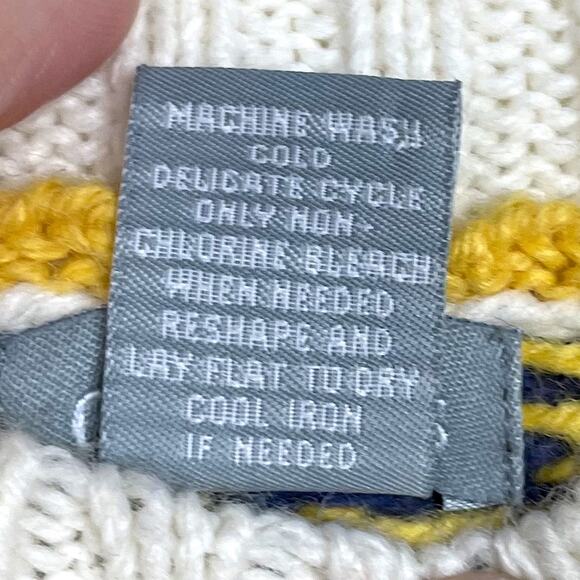 MACHINE WASH
COLD
DELICATE CYCLE
ONLY NON-
CHLORINE BLEACH
WHEN NEEDED
RESHAPE AND
LAY FLAT TO DRY
COOL IRON
IF NEEDED